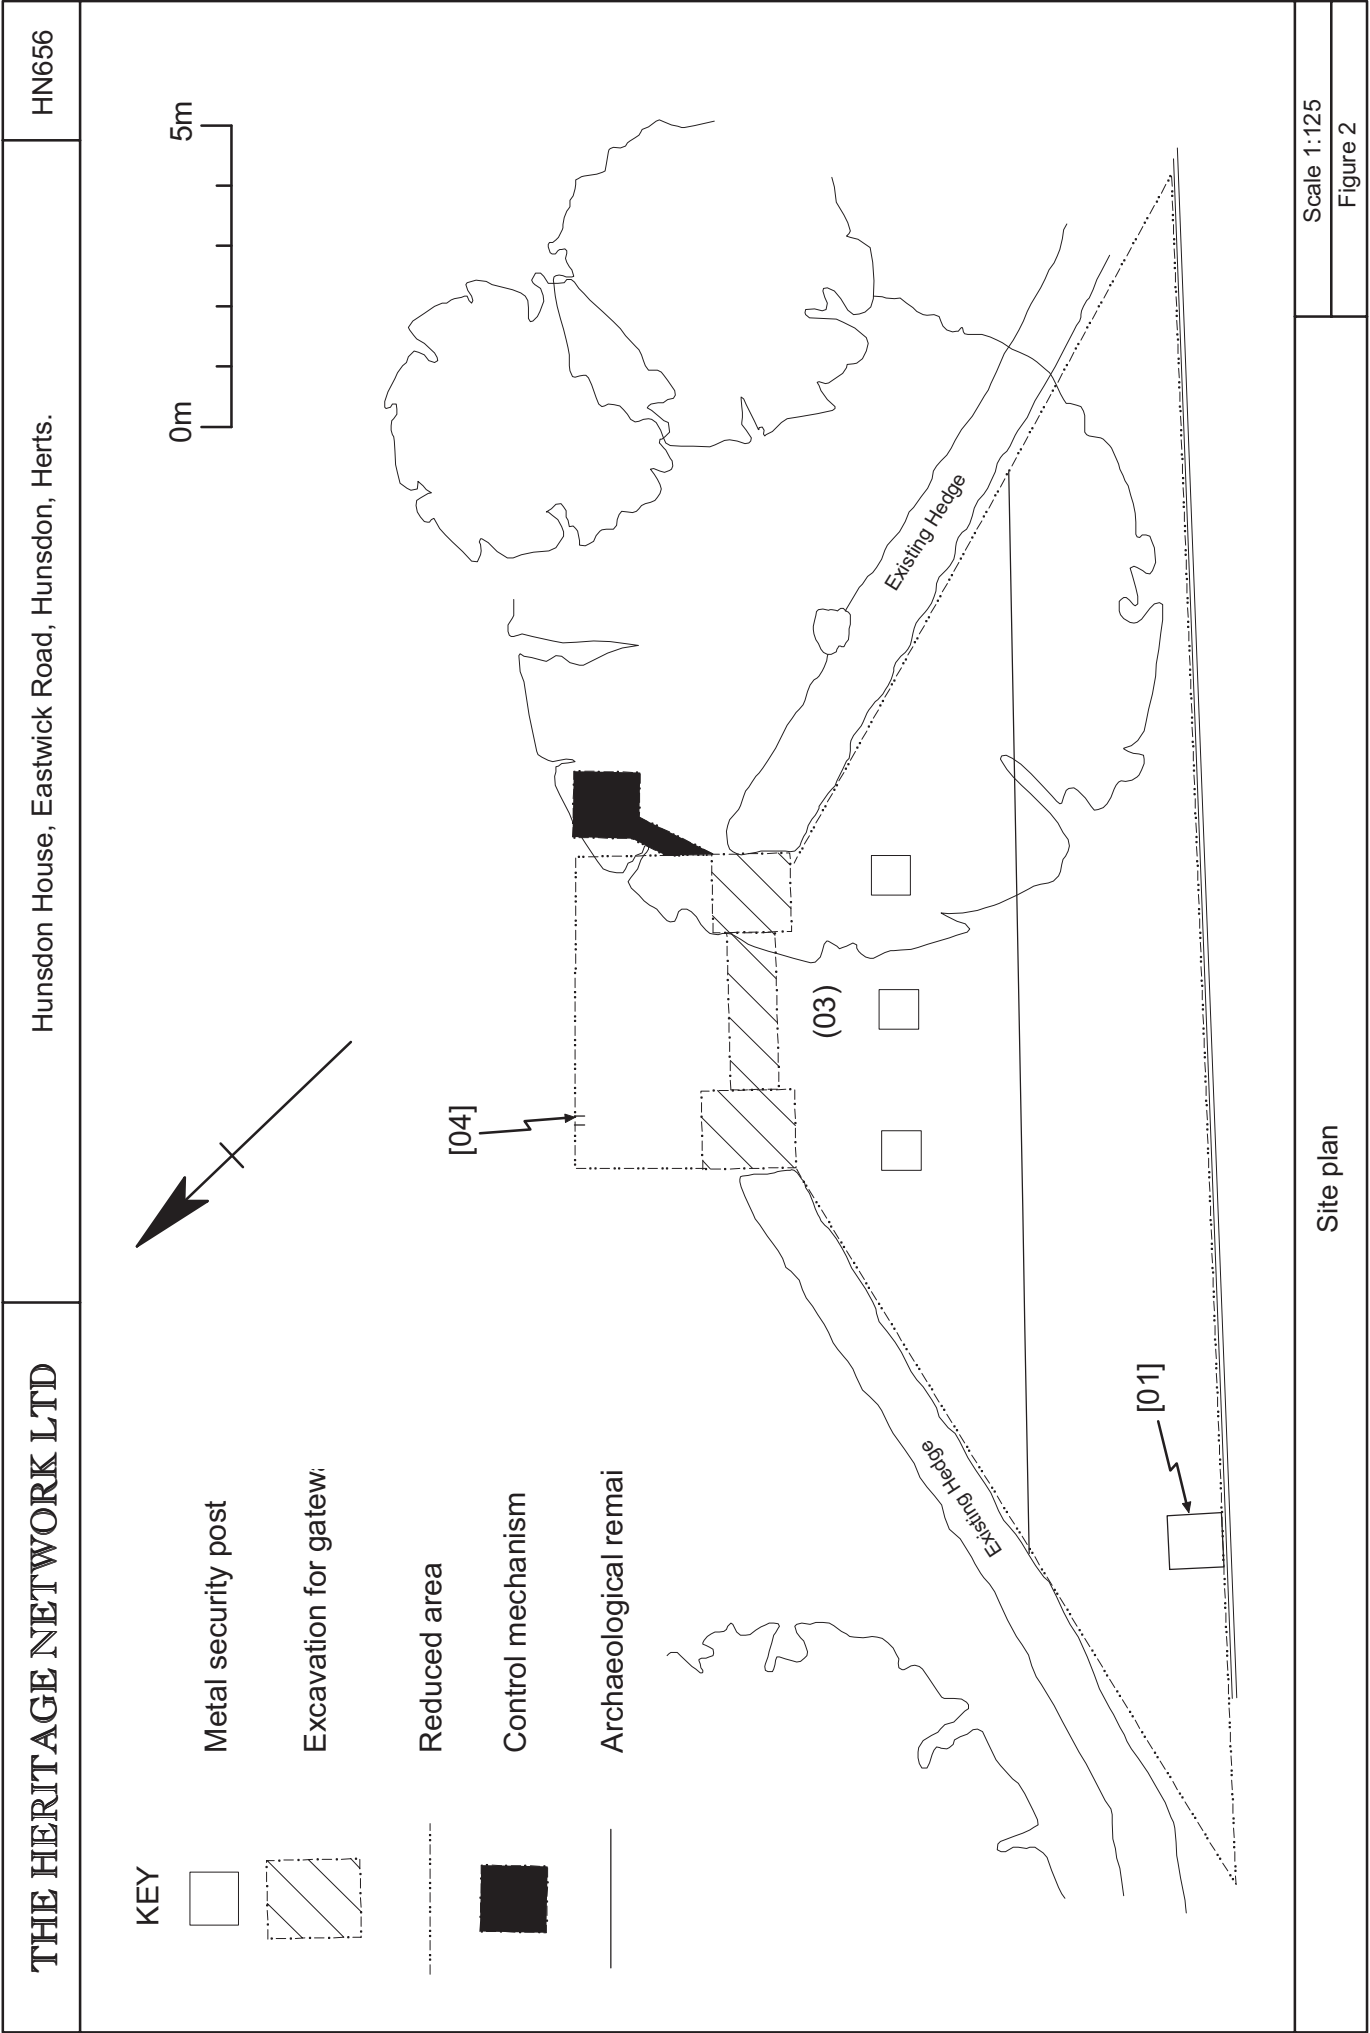 THE HERITAGE NETWORK LTD
Hunsdon House, Eastwick Road, Hunsdon, Herts.
HN656
KEY
Metal security post
Excavation for gatew
Reduced area
Control mechanism
Archaeological remai
0m
5m
[04]
(03)
Existing Hedge
Existing Hedge
[01]
Site plan
Scale 1:125
Figure 2